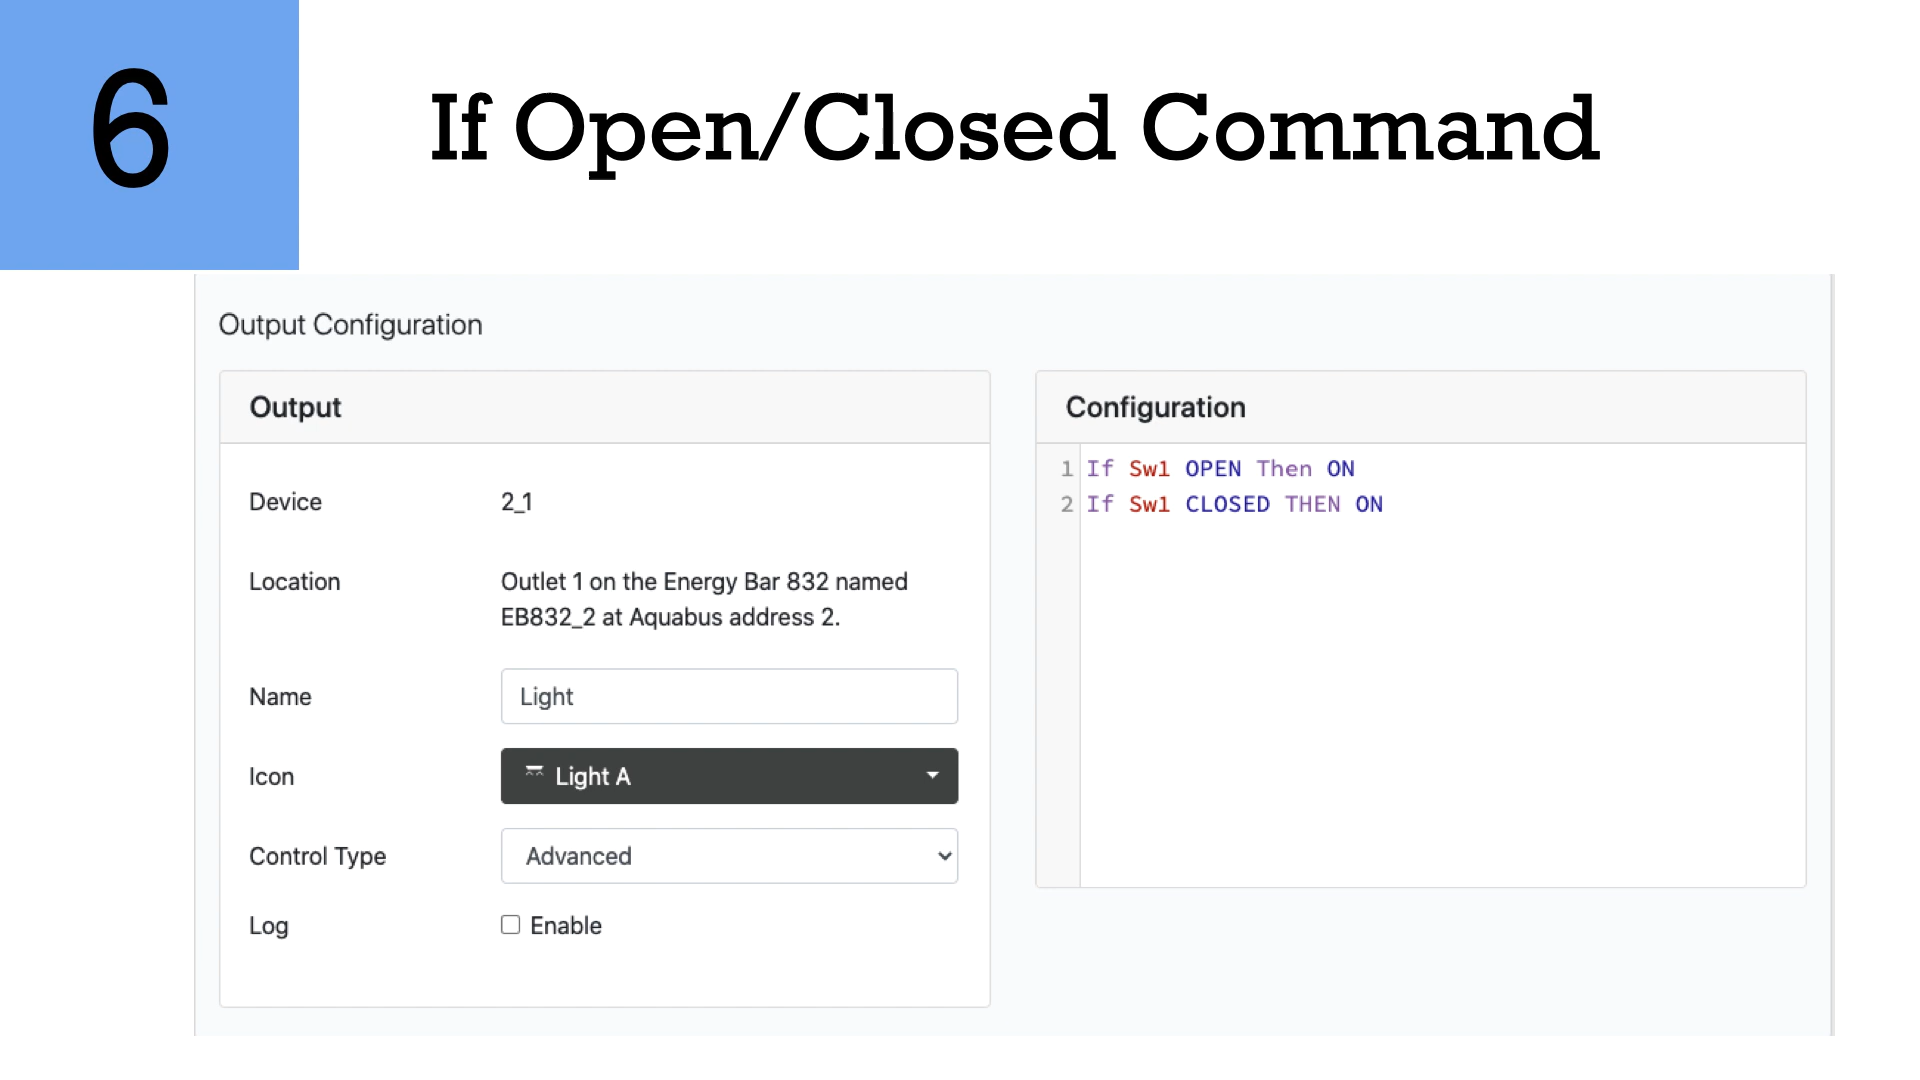 6
If Open/Closed Command
Output Configuration
Output
Device 2_1
Location Outlet 1 on the Energy Bar 832 named
EB832_2 at Aquabus address 2.
Name Light
Icon Light A
Control Type Advanced
Log Enable
Configuration
1 If Sw1 OPEN Then ON
2 If Sw1 CLOSED THEN ON